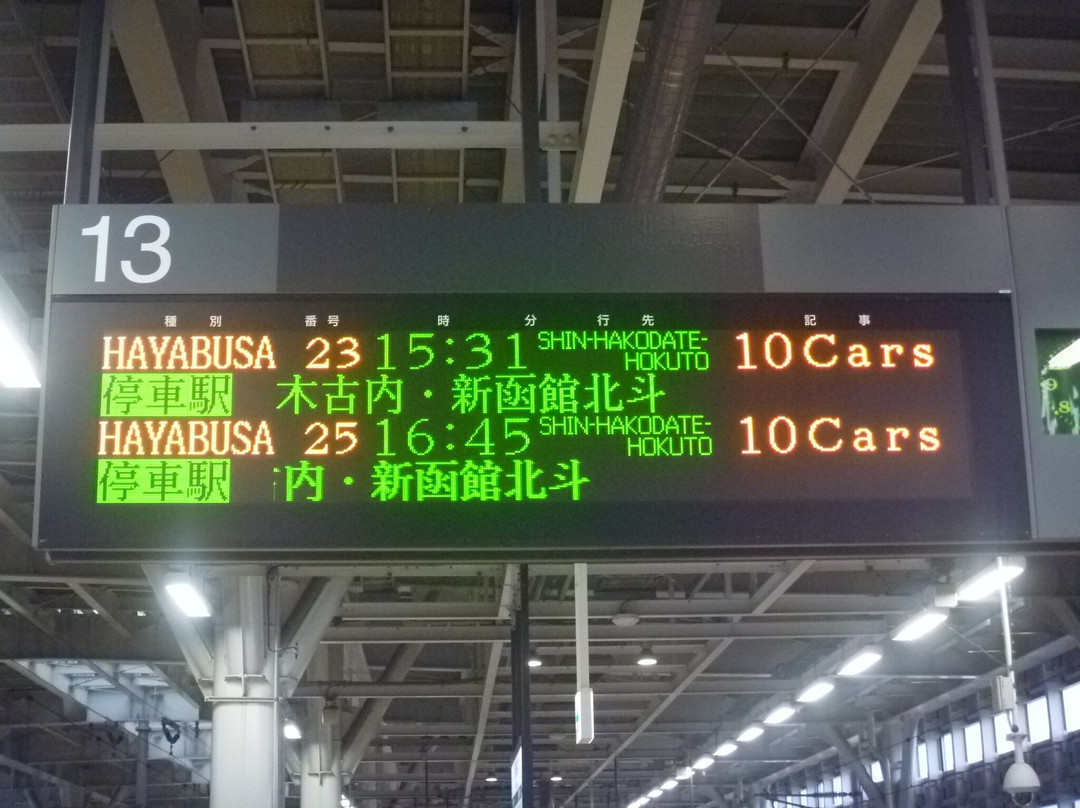 13
種別 番号 時 分 行先 記事
HAYABUSA 23 15:31 SHIN-HAKODATE-HOKUTO 10Cars
停車駅 木古内・新函館北斗
HAYABUSA 25 16:45 SHIN-HAKODATE-HOKUTO 10Cars
停車駅 内・新函館北斗